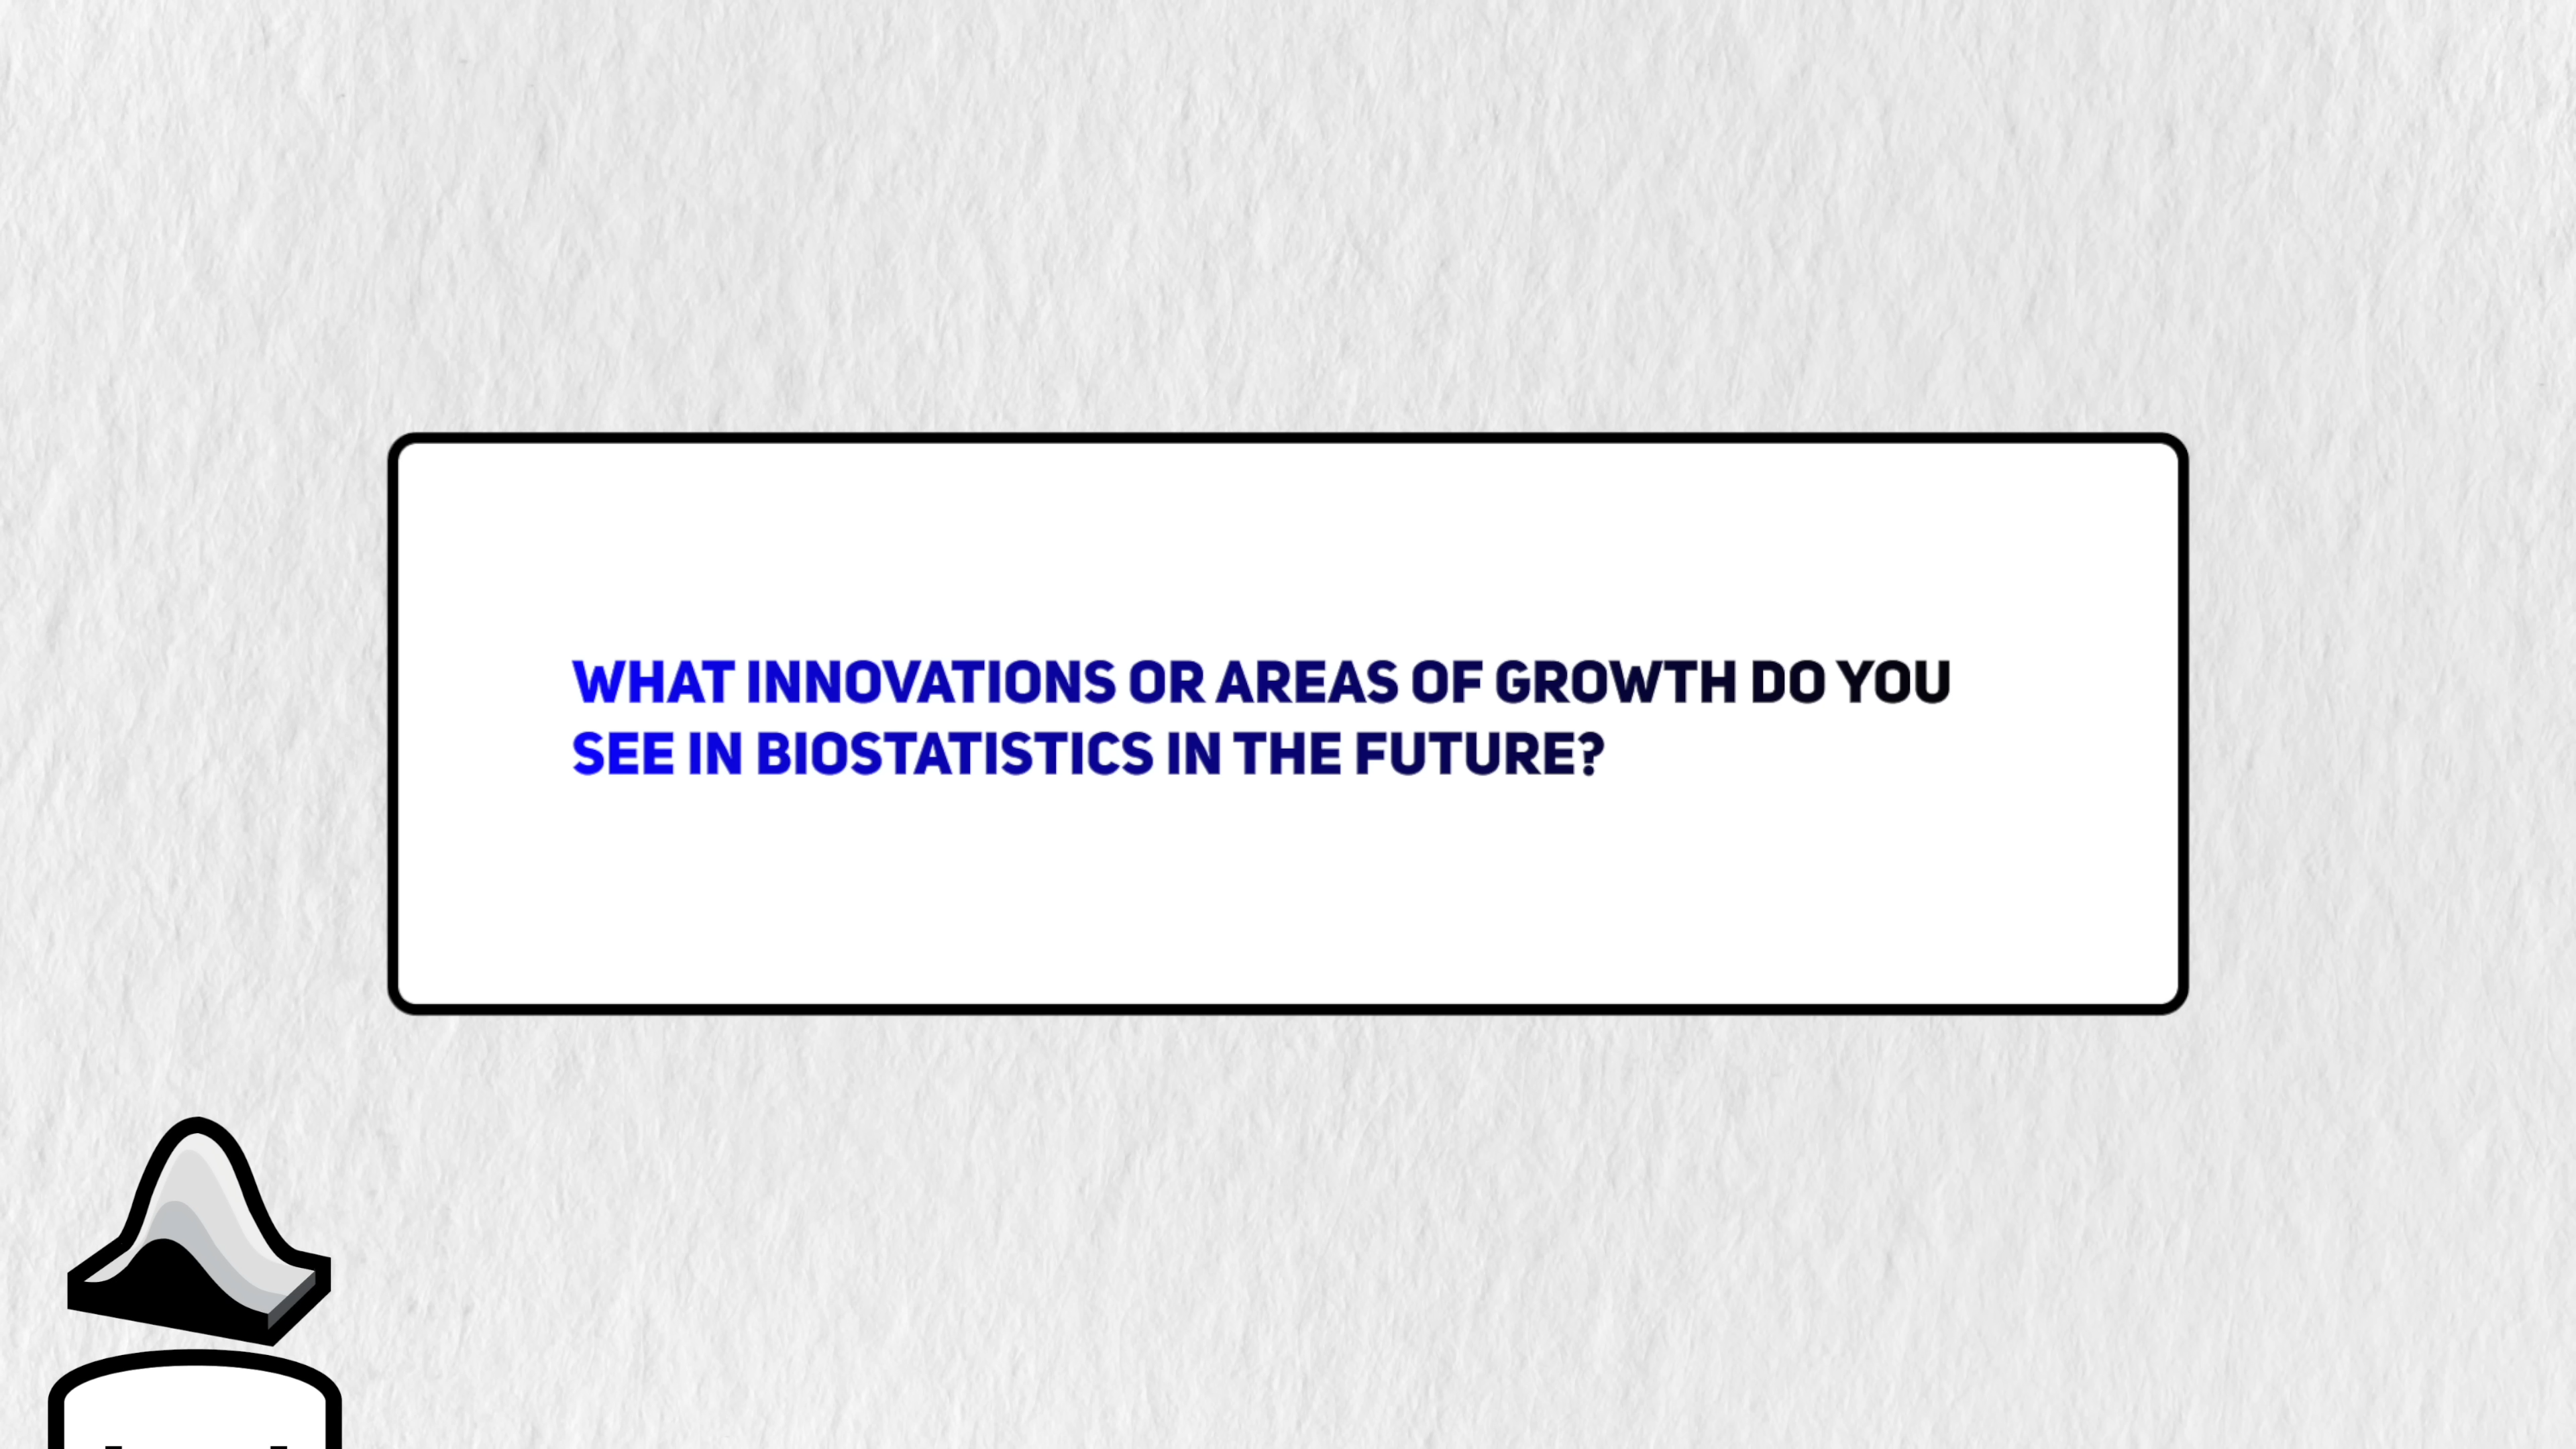 WHAT INNOVATIONS OR AREAS OF GROWTH DO YOU
SEE IN BIOSTATISTICS IN THE FUTURE?